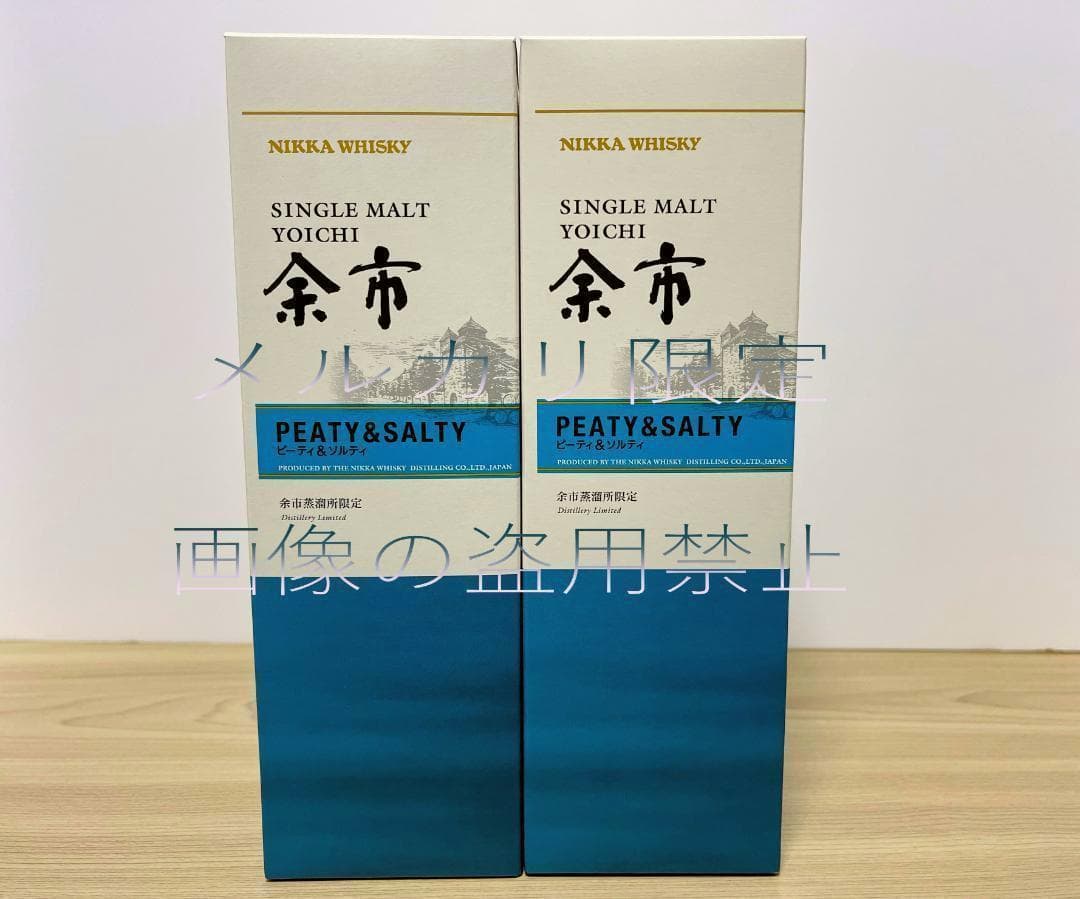 NIKKA WHISKY
SINGLE MALT
YOICHI
余市
PEATY&SALTY
ピーティ&ソルティ
PRODUCED BY THE NIKKA WHISKY DISTILLING CO.,LTD.,JAPAN
余市蒸溜所限定
Distillery Limited
NIKKA WHISKY
SINGLE MALT
YOICHI
余市
PEATY&SALTY
ピーティ&ソルティ
PRODUCED BY THE NIKKA WHISKY DISTILLING CO.,LTD.,JAPAN
余市蒸溜所限定
Distillery Limited
メルカリ限定
画像の盗用禁止